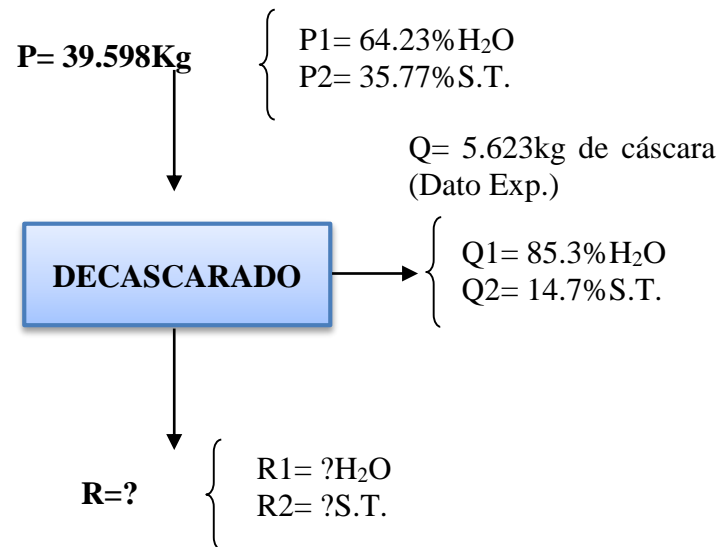 P= 39.598Kg
P1= 64.23%H₂O
P2= 35.77%S.T.
Q= 5.623kg de cáscara
(Dato Exp.)
DECASCARADO
Q1= 85.3%H₂O
Q2= 14.7%S.T.
R=?
R1= ?H₂O
R2= ?S.T.